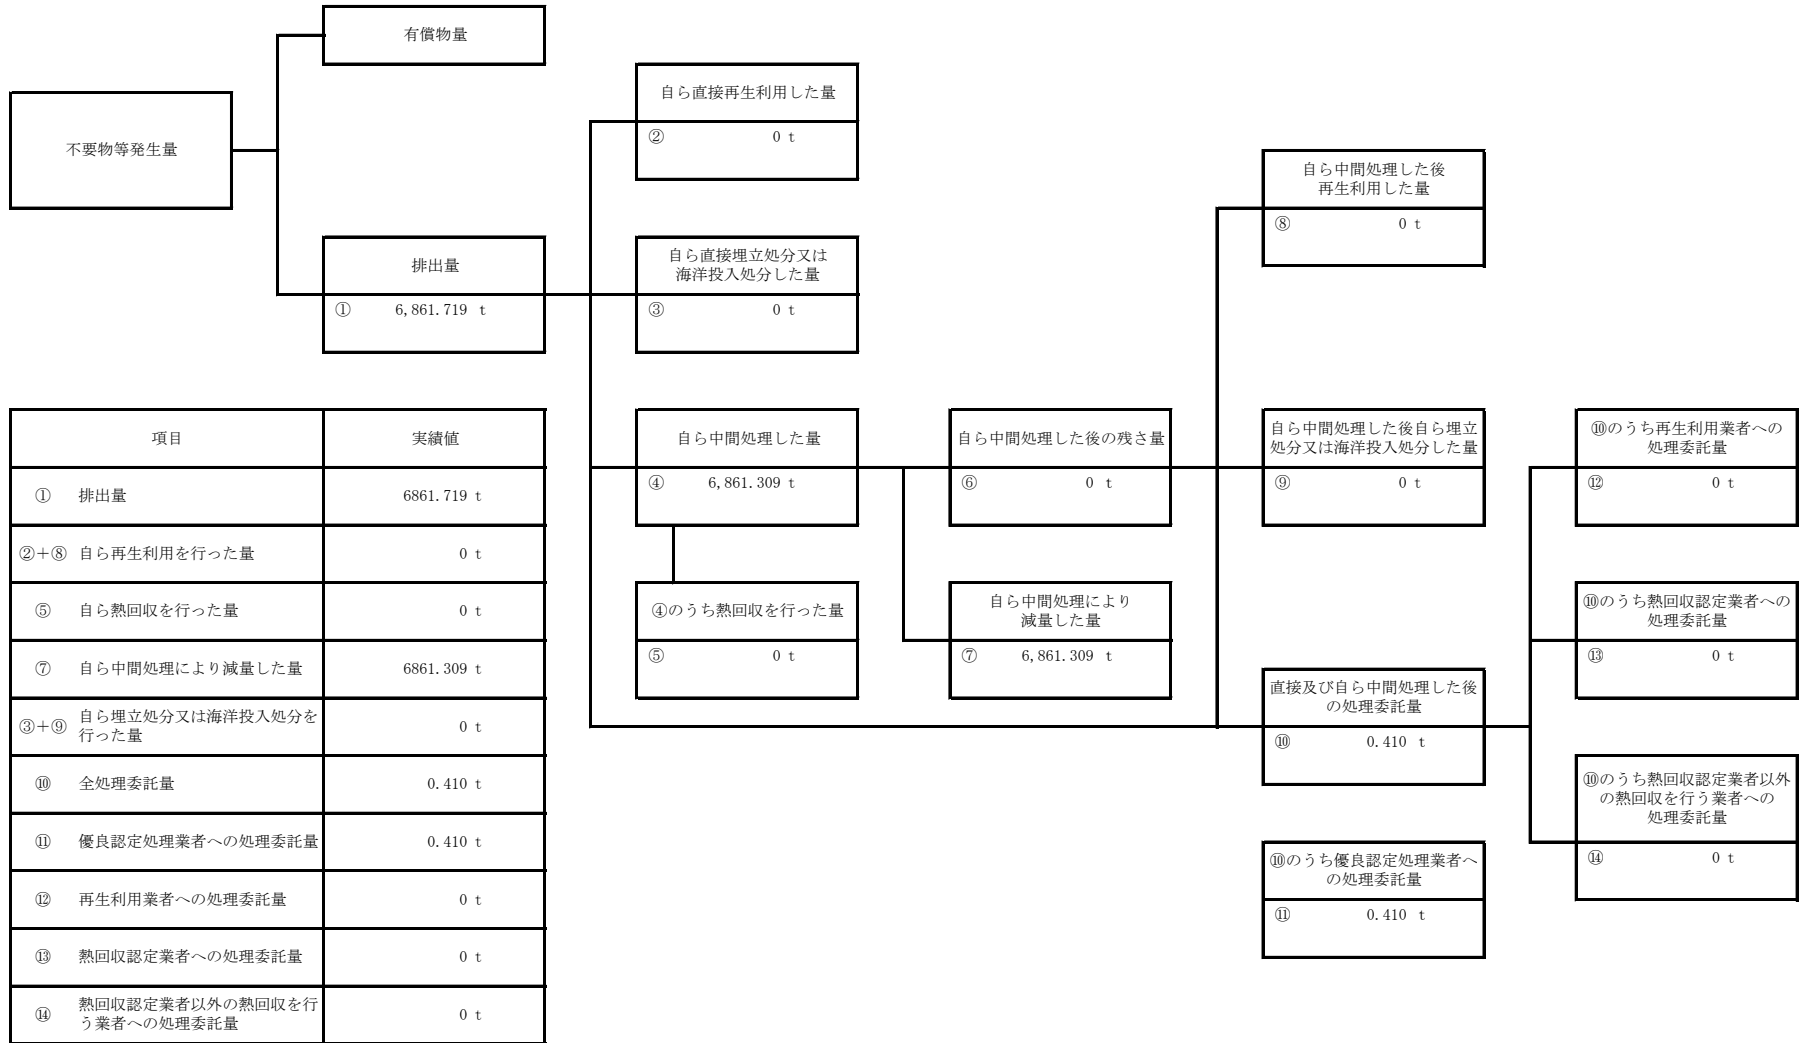 有償物量
不要物等発生量
排出量
① 6,861.719 t
自ら直接再生利用した量
② 0 t
自ら直接埋立処分又は
海洋投入処分した量
③ 0 t
自ら中間処理した量
④ 6,861.309 t
④のうち熱回収を行った量
⑤ 0 t
自ら中間処理した後の残さ量
⑥ 0 t
自ら中間処理により
減量した量
⑦ 6,861.309 t
自ら中間処理した後
再生利用した量
⑧ 0 t
自ら中間処理した後自ら埋立
処分又は海洋投入処分した量
⑨ 0 t
直接及び自ら中間処理した後
の処理委託量
⑩ 0.410 t
⑩のうち優良認定処理業者へ
の処理委託量
⑪ 0.410 t
⑩のうち再生利用業者への
処理委託量
⑫ 0 t
⑩のうち熱回収認定業者への
処理委託量
⑬ 0 t
⑩のうち熱回収認定業者以外
の熱回収を行う業者への
処理委託量
⑭ 0 t
項目 実績値
① 排出量 6861.719 t
②+⑧ 自ら再生利用を行った量 0 t
⑤ 自ら熱回収を行った量 0 t
⑦ 自ら中間処理により減量した量 6861.309 t
③+⑨ 自ら埋立処分又は海洋投入処分を
行った量 0 t
⑩ 全処理委託量 0.410 t
⑪ 優良認定処理業者への処理委託量 0.410 t
⑫ 再生利用業者への処理委託量 0 t
⑬ 熱回収認定業者への処理委託量 0 t
⑭ 熱回収認定業者以外の熱回収を行
う業者への処理委託量 0 t